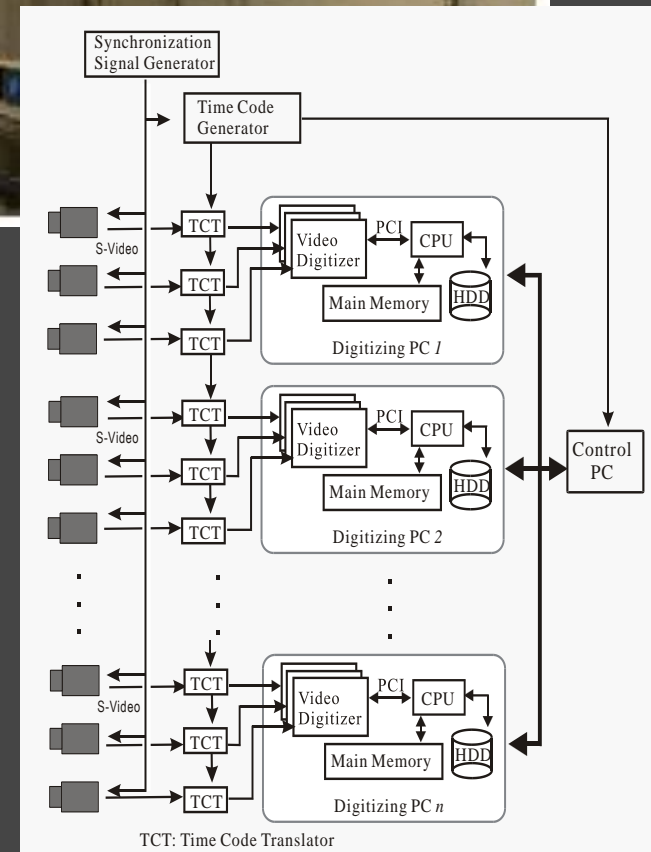 Synchronization
Signal Generator
Time Code
Generator
TCT
S-Video
TCT
TCT
Video
Digitizer
PCI
CPU
Main Memory
HDD
Digitizing PC 1
TCT
S-Video
TCT
TCT
Video
Digitizer
PCI
CPU
Main Memory
HDD
Digitizing PC 2
Control
PC
TCT
S-Video
TCT
TCT
Video
Digitizer
PCI
CPU
Main Memory
HDD
Digitizing PC n
TCT: Time Code Translator